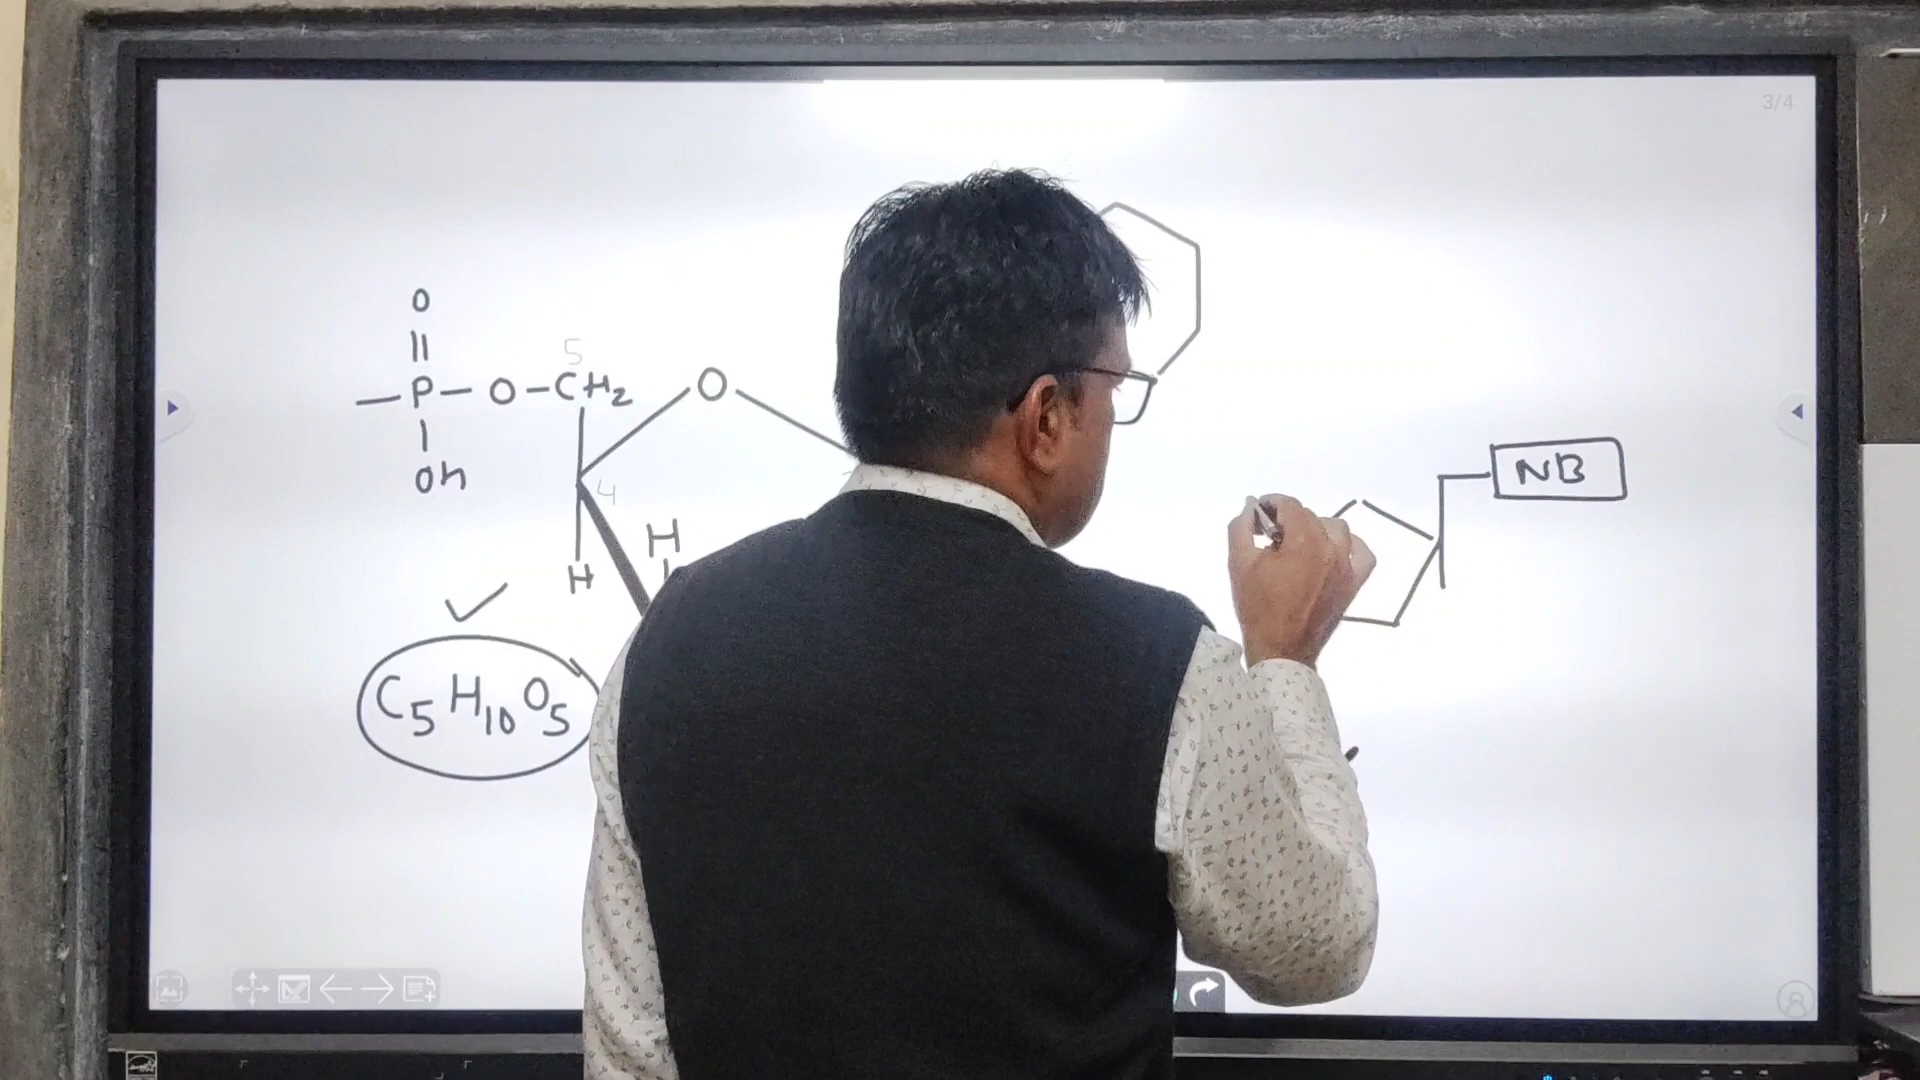 3/4
O
||
5
— P — O — CH₂
O
|
Oh
4
H
H
NB
C₅H₁₀O₅